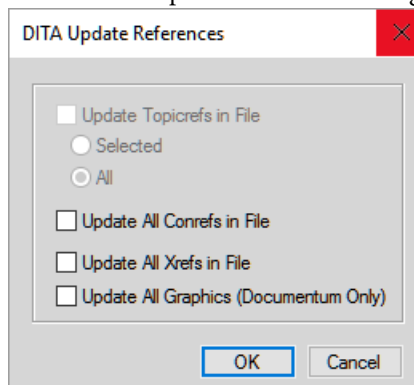 DITA Update References
Update Topicrefs in File
Selected
All
Update All Conrefs in File
Update All Xrefs in File
Update All Graphics (Documentum Only)
OK Cancel